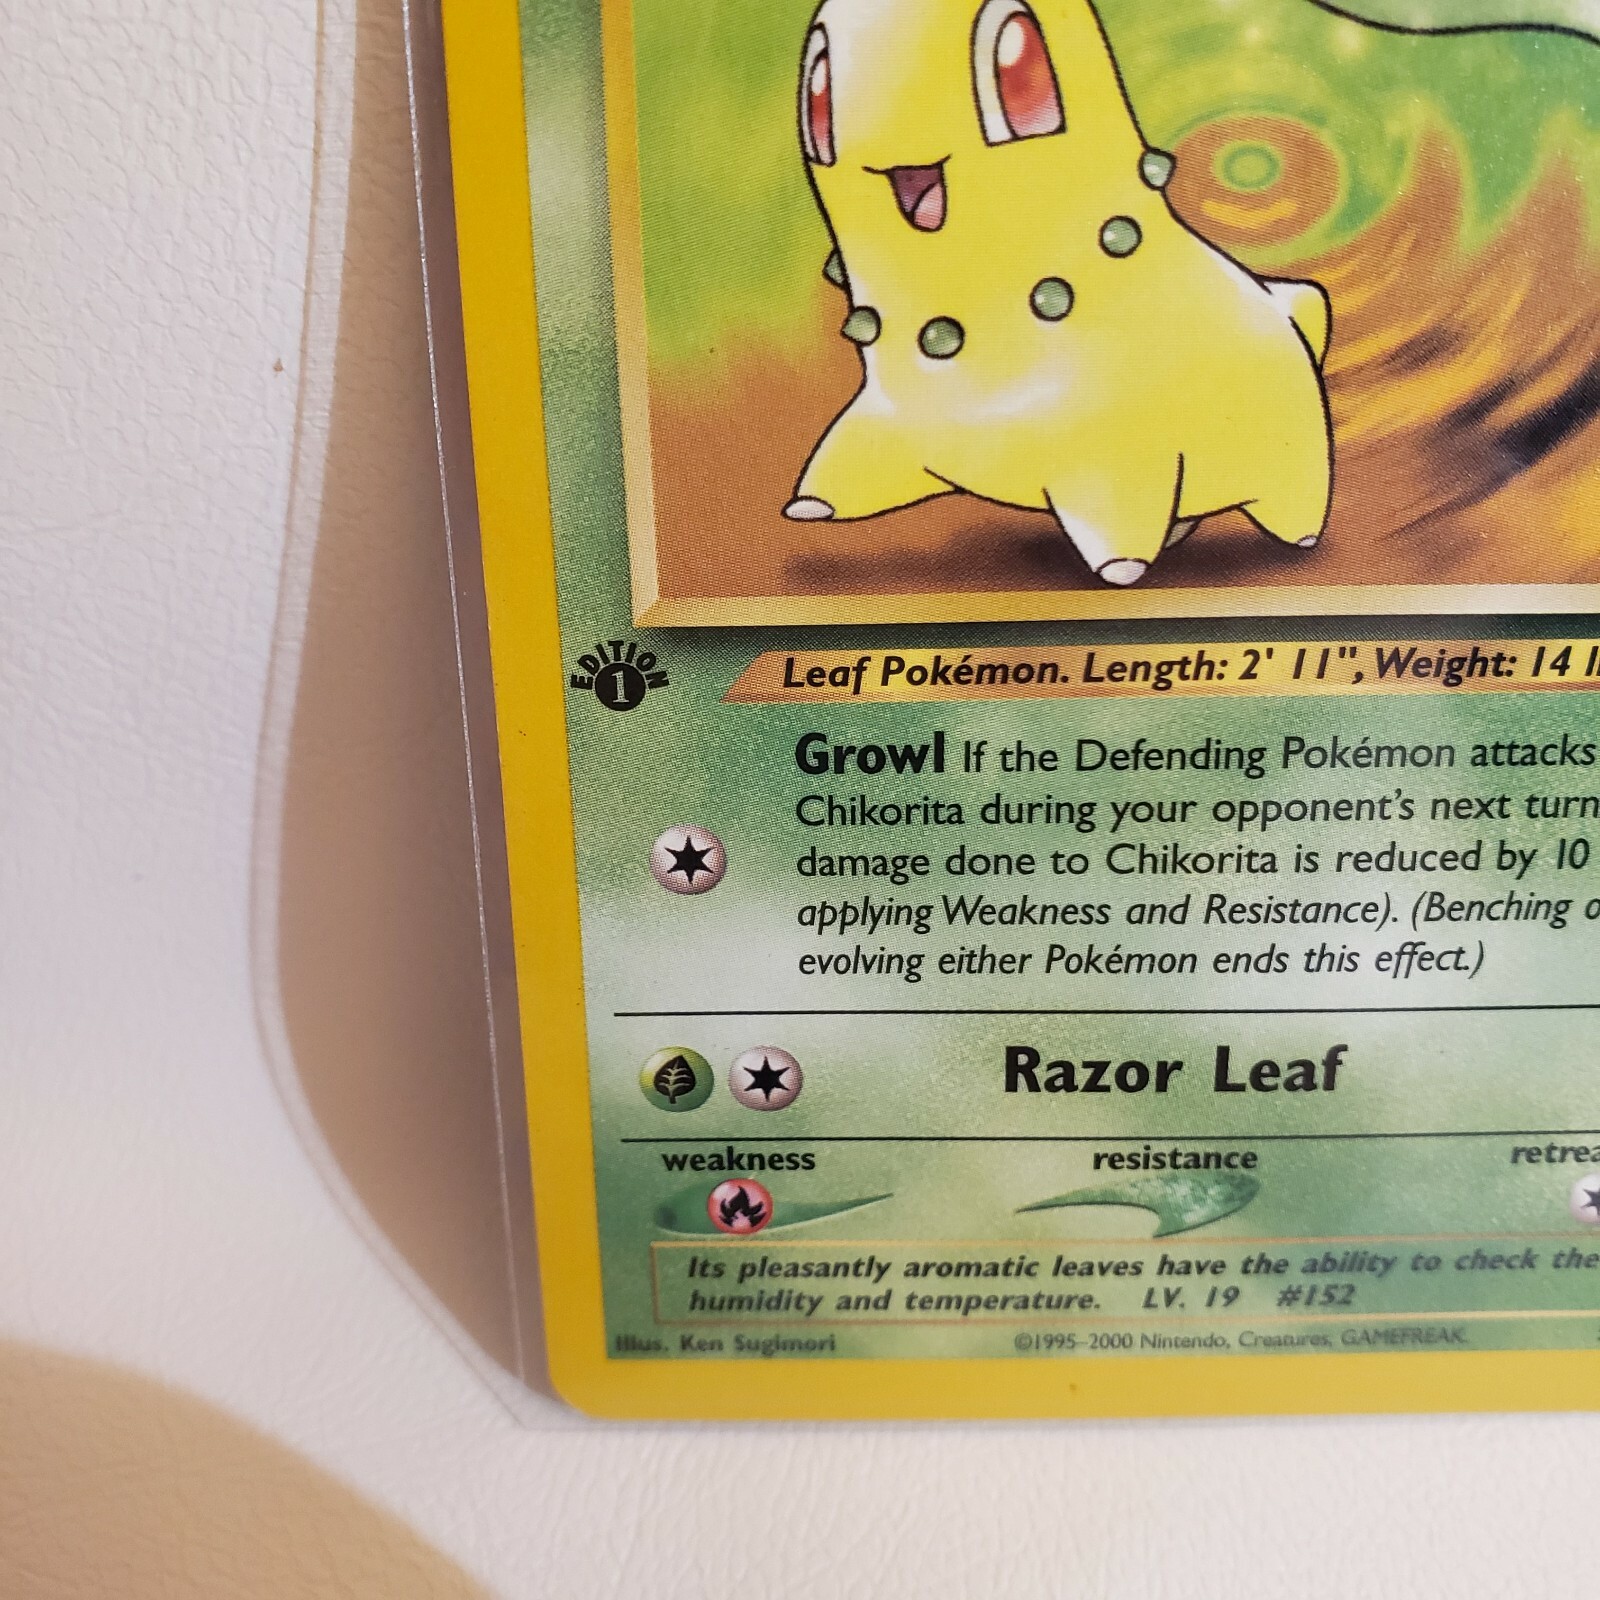 EDITION
1
Leaf Pokémon. Length: 2' 11", Weight: 14
Growl If the Defending Pokémon attacks
Chikorita during your opponent's next turn
damage done to Chikorita is reduced by 10
applying Weakness and Resistance). (Benching
evolving either Pokémon ends this effect.)
Razor Leaf
weakness resistance
Its pleasantly aromatic leaves have the ability to check the
humidity and temperature. LV. 19 #152
Illus. Ken Sugimori ©1995-2000 Nintendo, Creatures, GAMEFREAK.